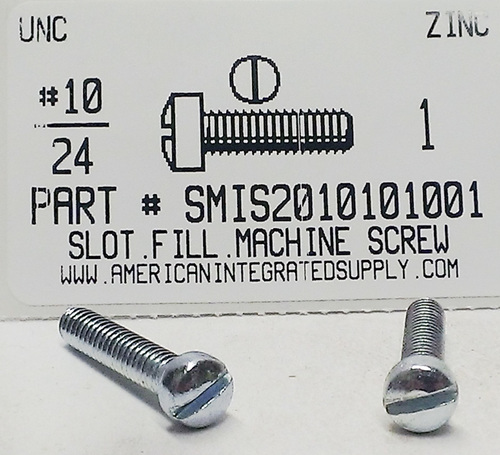 UNC ZINC
#10
24
1
PART # SMIS2010101001
SLOT.FILL.MACHINE SCREW
WWW.AMERICANINTEGRATEDSUPPLY.COM